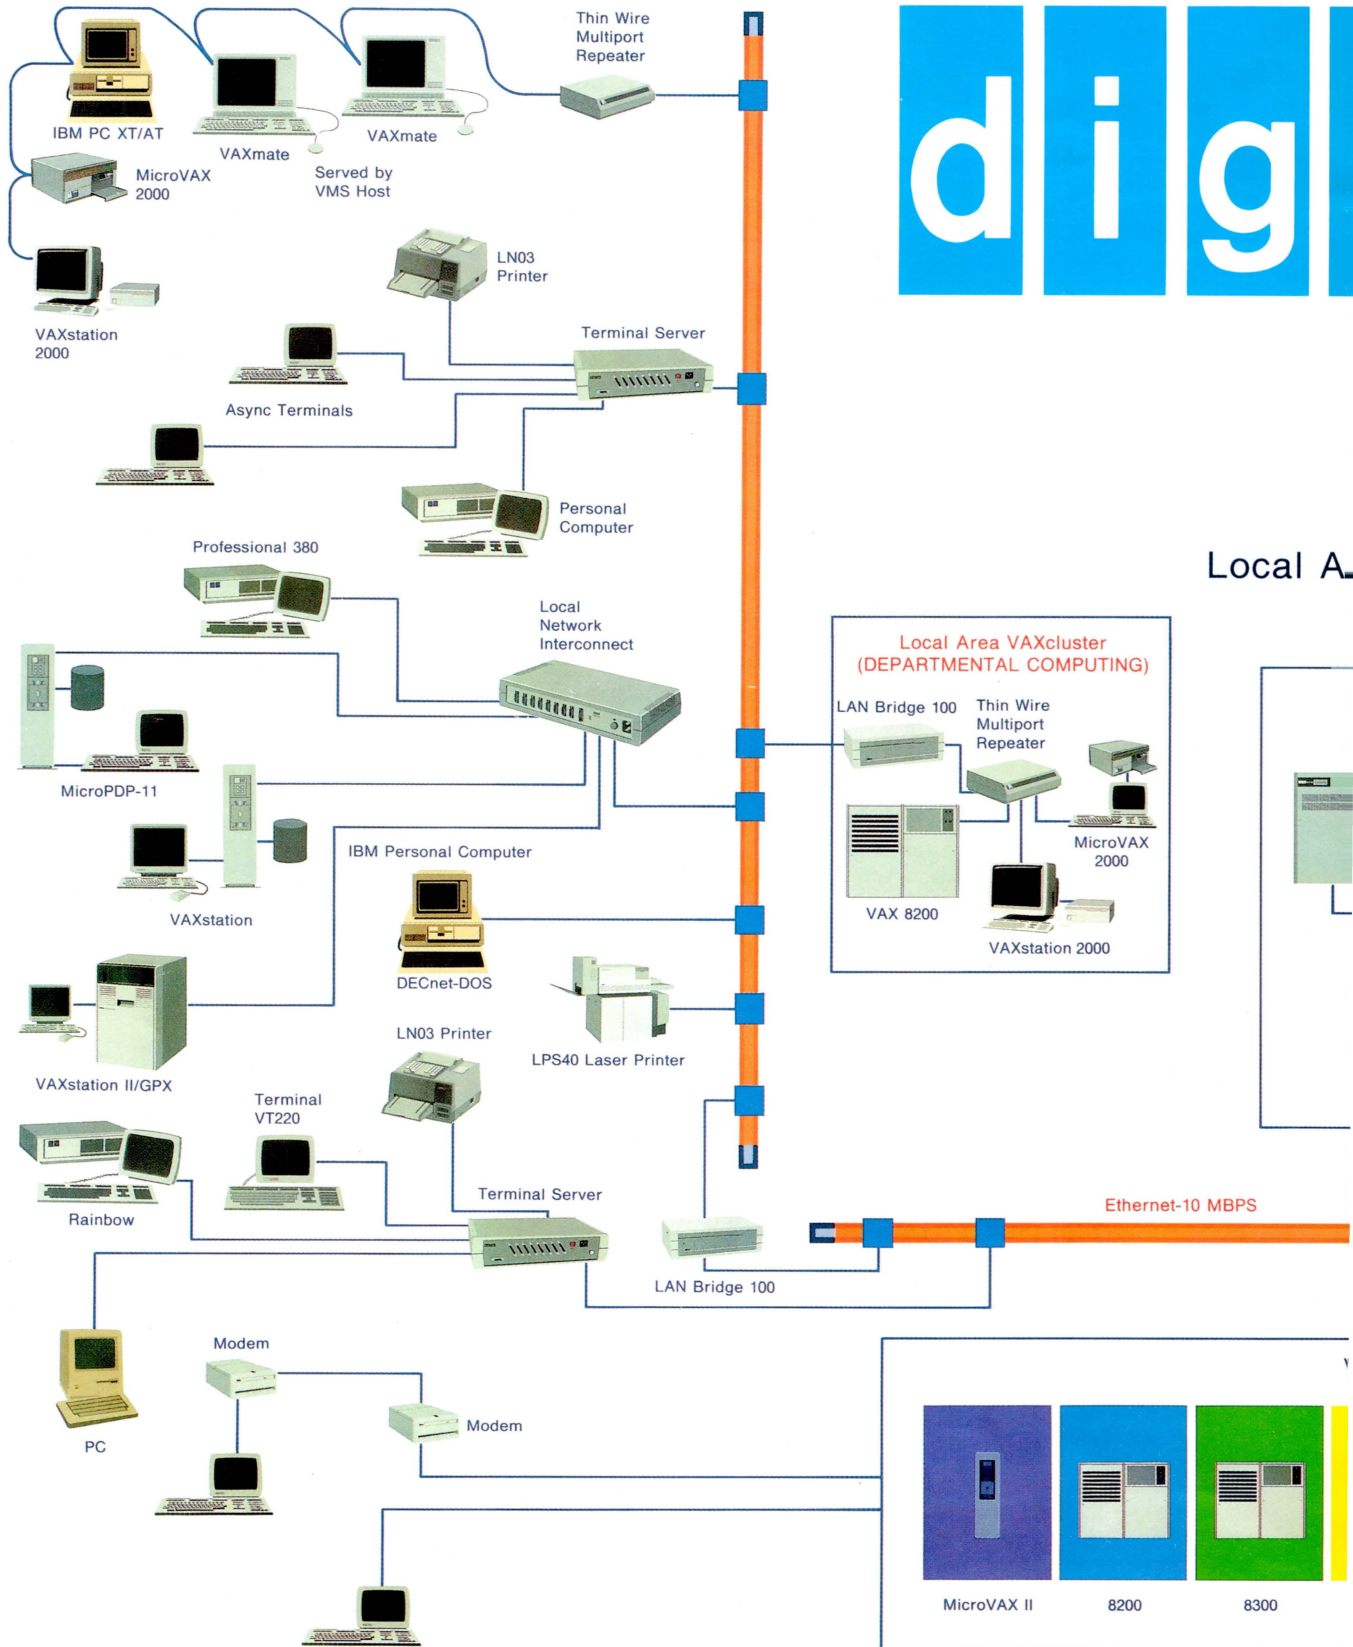 Thin Wire
Multiport
Repeater
IBM PC XT/AT
VAXmate
VAXmate
MicroVAX
2000
Served by
VMS Host
dig
LN03
Printer
VAXstation
2000
Terminal Server
Async Terminals
Personal
Computer
Professional 380
Local A
Local
Network
Interconnect
Local Area VAXcluster
(DEPARTMENTAL COMPUTING)
LAN Bridge 100
Thin Wire
Multiport
Repeater
MicroPDP-11
MicroVAX
2000
IBM Personal Computer
VAXstation
VAX 8200
VAXstation 2000
DECnet-DOS
LN03 Printer
LPS40 Laser Printer
VAXstation II/GPX
Terminal
VT220
Terminal Server
Rainbow
Ethernet-10 MBPS
LAN Bridge 100
Modem
Modem
PC
MicroVAX II
8200
8300